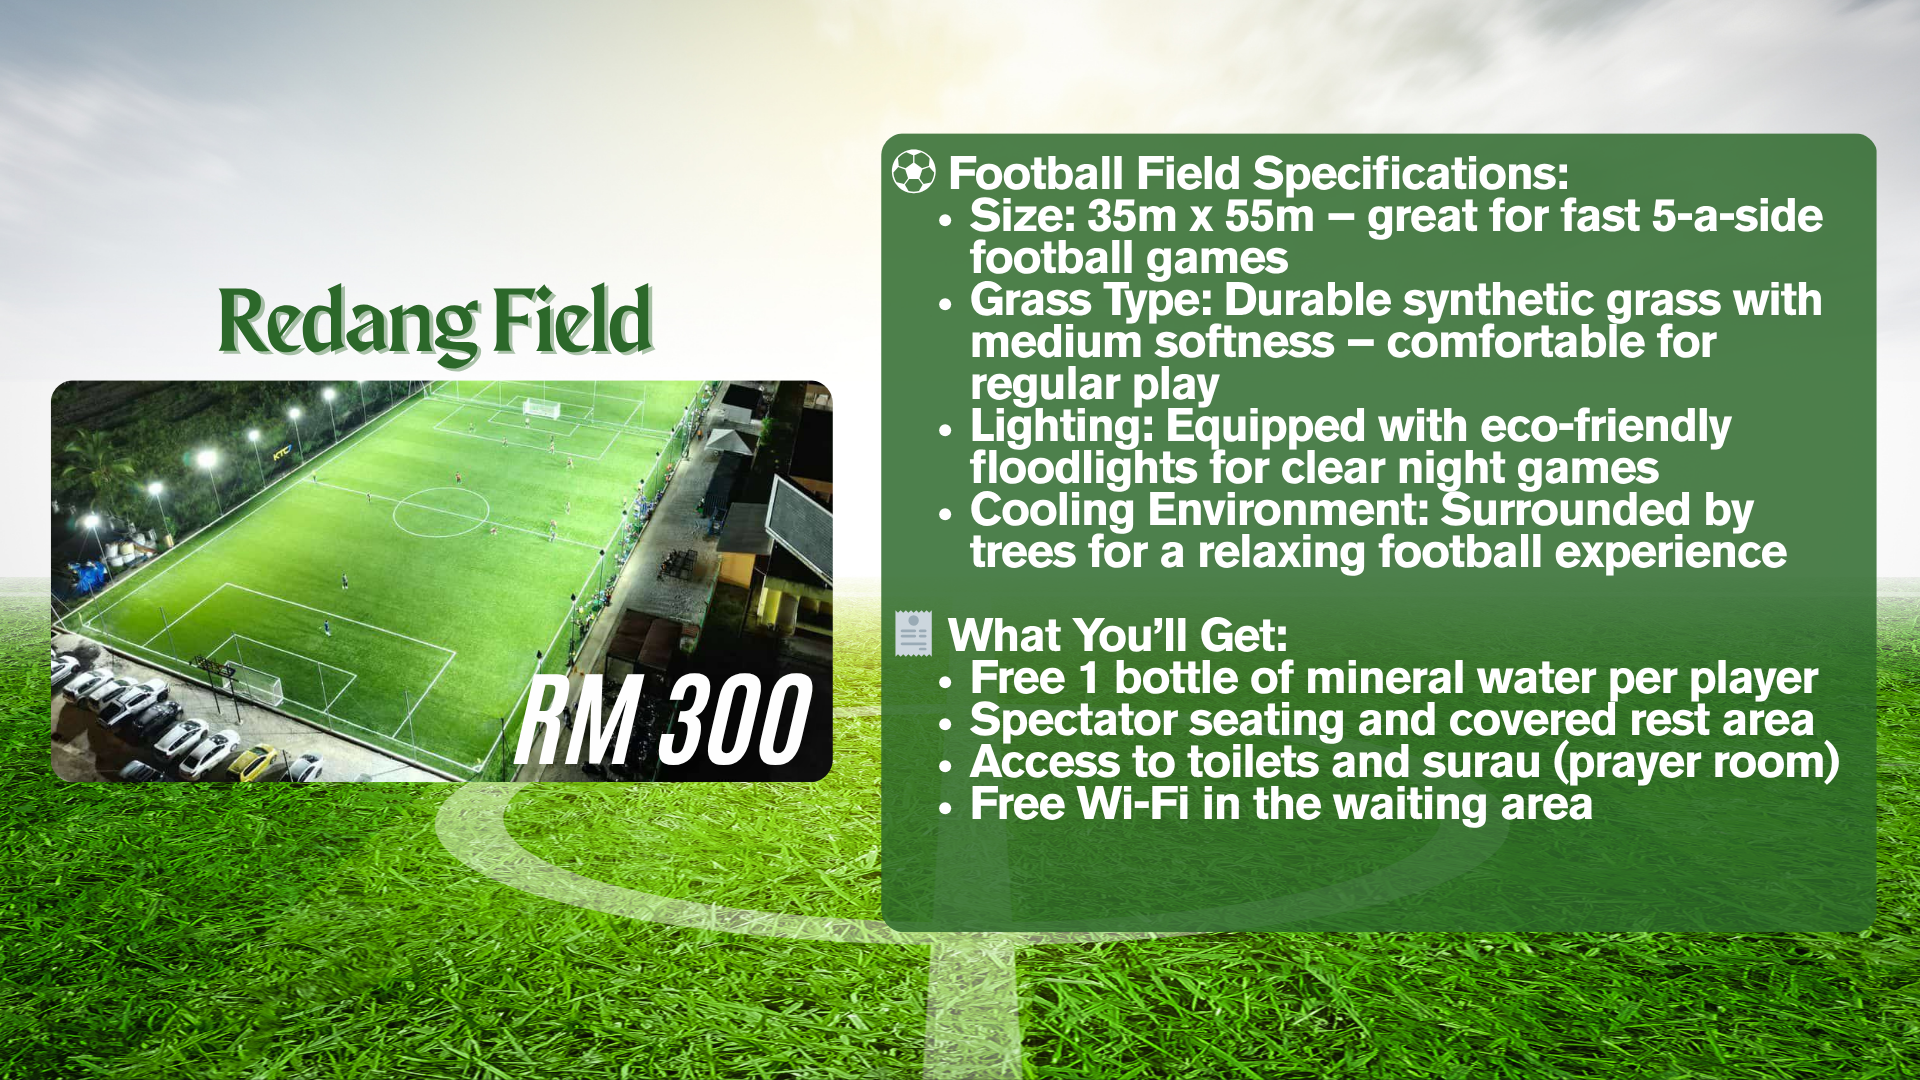 Redang Field
KTC
RM 300
Football Field Specifications:
• Size: 35m x 55m – great for fast 5-a-side
football games
• Grass Type: Durable synthetic grass with
medium softness – comfortable for
regular play
• Lighting: Equipped with eco-friendly
floodlights for clear night games
• Cooling Environment: Surrounded by
trees for a relaxing football experience
What You’ll Get:
• Free 1 bottle of mineral water per player
• Spectator seating and covered rest area
• Access to toilets and surau (prayer room)
• Free Wi-Fi in the waiting area